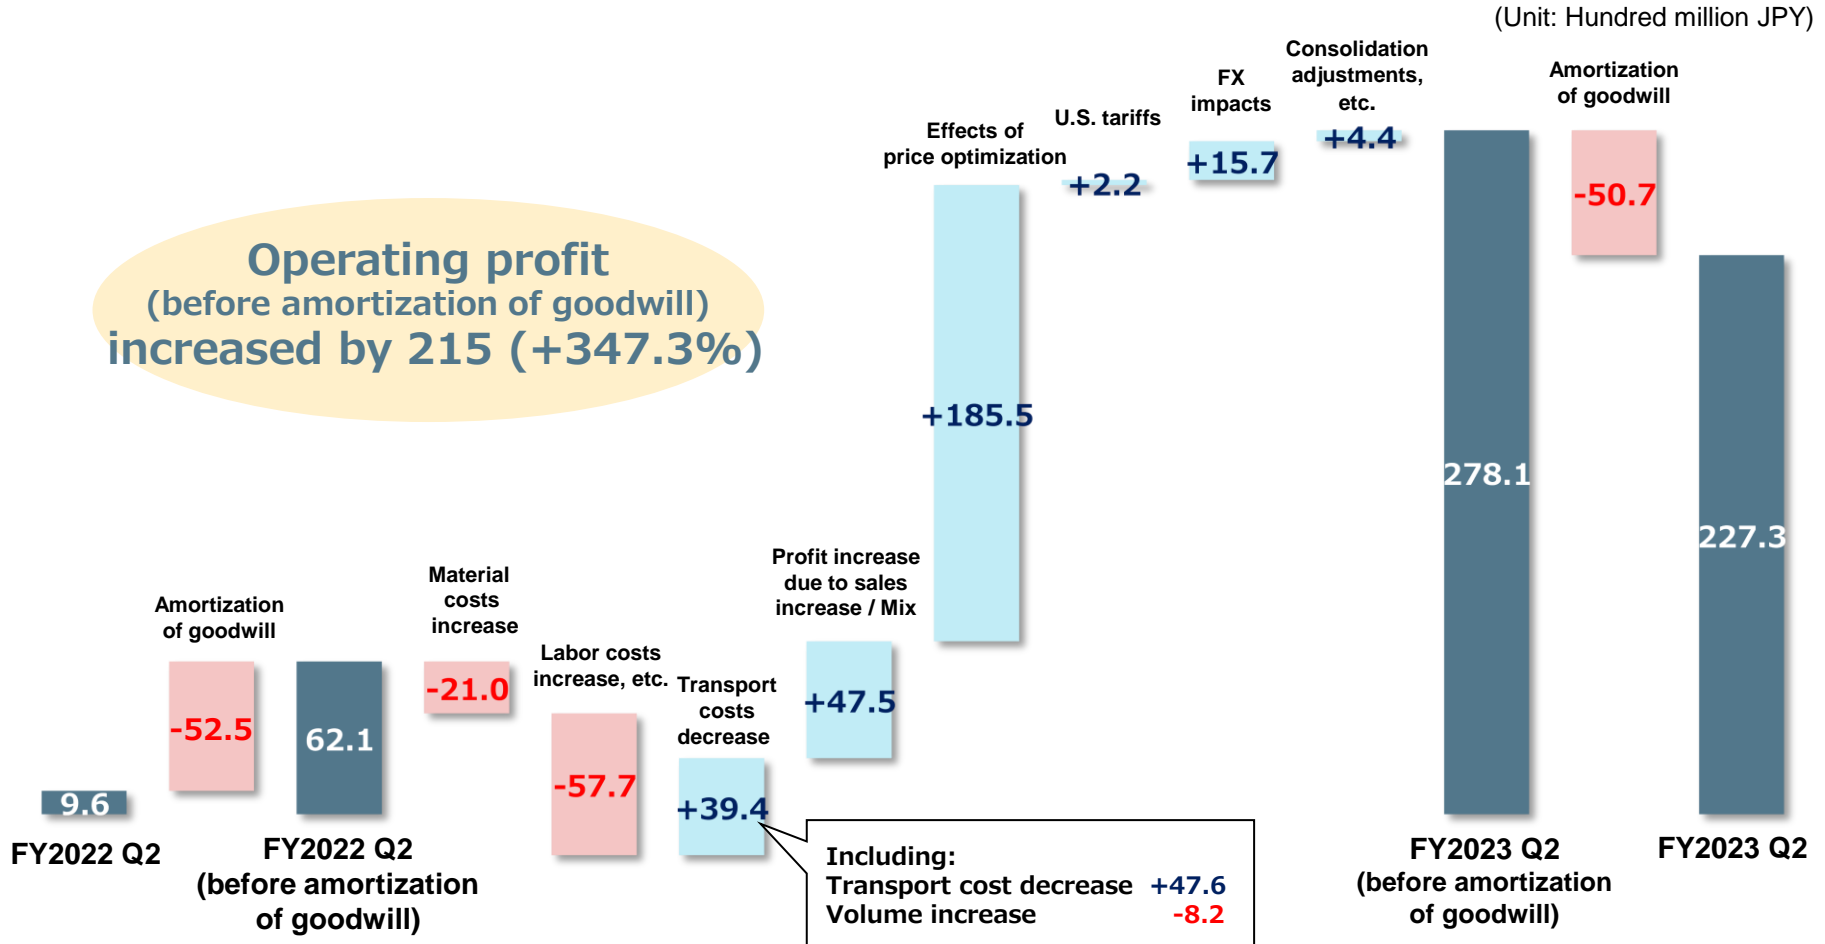 (Unit: Hundred million JPY)
Operating profit
(before amortization of goodwill)
increased by 215 (+347.3%)
9.6
FY2022 Q2
Amortization
of goodwill
-52.5
62.1
FY2022 Q2
(before amortization
of goodwill)
Material
costs
increase
-21.0
Labor costs
increase, etc.
-57.7
Transport
costs
decrease
+39.4
Including:
Transport cost decrease +47.6
Volume increase -8.2
Profit increase
due to sales
increase / Mix
+47.5
Effects of
price optimization
+185.5
U.S. tariffs
+2.2
FX
impacts
+15.7
Consolidation
adjustments,
etc.
+4.4
278.1
FY2023 Q2
(before amortization
of goodwill)
Amortization
of goodwill
-50.7
227.3
FY2023 Q2